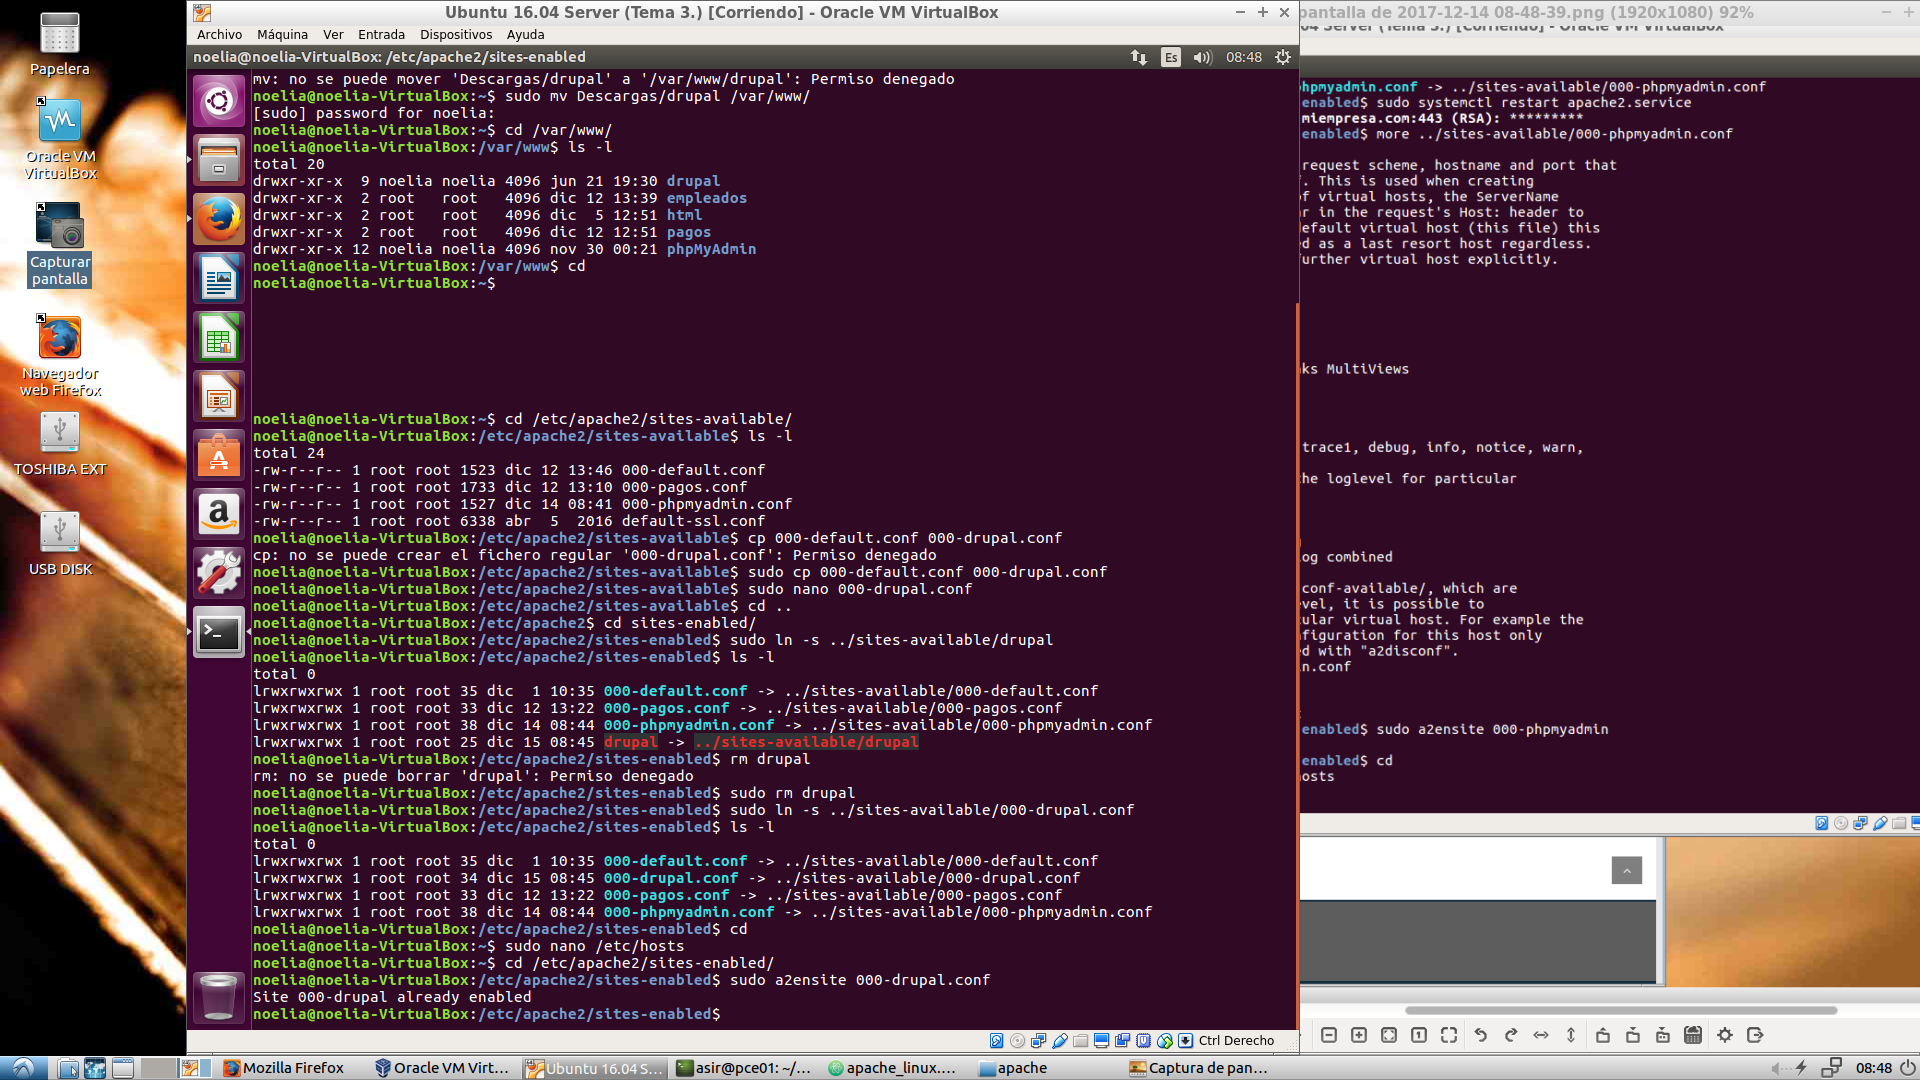 Papelera
Oracle VM
VirtualBox
Capturar
pantalla
Navegador
web Firefox
TOSHIBA EXT
USB DISK
Ubuntu 16.04 Server (Tema 3.) [Corriendo] - Oracle VM VirtualBox
Archivo Máquina Ver Entrada Dispositivos Ayuda
noelia@noelia-VirtualBox: /etc/apache2/sites-enabled
Es
08:48
mv: no se puede mover 'Descargas/drupal' a '/var/www/drupal': Permiso denegado
noelia@noelia-VirtualBox:~$ sudo mv Descargas/drupal /var/www/
[sudo] password for noelia:
noelia@noelia-VirtualBox:~$ cd /var/www/
noelia@noelia-VirtualBox:/var/www$ ls -l
total 20
drwxr-xr-x  9 noelia noelia 4096 jun 21 19:30 drupal
drwxr-xr-x  2 root   root   4096 dic 12 13:39 empleados
drwxr-xr-x  2 root   root   4096 dic  5 12:51 html
drwxr-xr-x  2 root   root   4096 dic 12 12:51 pagos
drwxr-xr-x 12 noelia noelia 4096 nov 30 00:21 phpMyAdmin
noelia@noelia-VirtualBox:/var/www$ cd
noelia@noelia-VirtualBox:~$
noelia@noelia-VirtualBox:~$ cd /etc/apache2/sites-available/
noelia@noelia-VirtualBox:/etc/apache2/sites-available$ ls -l
total 24
-rw-r--r-- 1 root root 1523 dic 12 13:46 000-default.conf
-rw-r--r-- 1 root root 1733 dic 12 13:10 000-pagos.conf
-rw-r--r-- 1 root root 1527 dic 14 08:41 000-phpmyadmin.conf
-rw-r--r-- 1 root root 6338 abr  5  2016 default-ssl.conf
noelia@noelia-VirtualBox:/etc/apache2/sites-available$ cp 000-default.conf 000-drupal.conf
cp: no se puede crear el fichero regular '000-drupal.conf': Permiso denegado
noelia@noelia-VirtualBox:/etc/apache2/sites-available$ sudo cp 000-default.conf 000-drupal.conf
noelia@noelia-VirtualBox:/etc/apache2/sites-available$ sudo nano 000-drupal.conf
noelia@noelia-VirtualBox:/etc/apache2/sites-available$ cd ..
noelia@noelia-VirtualBox:/etc/apache2$ cd sites-enabled/
noelia@noelia-VirtualBox:/etc/apache2/sites-enabled$ sudo ln -s ../sites-available/drupal
noelia@noelia-VirtualBox:/etc/apache2/sites-enabled$ ls -l
total 0
lrwxrwxrwx 1 root root 35 dic  1 10:35 000-default.conf -> ../sites-available/000-default.conf
lrwxrwxrwx 1 root root 33 dic 12 13:22 000-pagos.conf -> ../sites-available/000-pagos.conf
lrwxrwxrwx 1 root root 38 dic 14 08:44 000-phpmyadmin.conf -> ../sites-available/000-phpmyadmin.conf
lrwxrwxrwx 1 root root 25 dic 15 08:45 drupal -> ../sites-available/drupal
noelia@noelia-VirtualBox:/etc/apache2/sites-enabled$ rm drupal
rm: no se puede borrar 'drupal': Permiso denegado
noelia@noelia-VirtualBox:/etc/apache2/sites-enabled$ sudo rm drupal
noelia@noelia-VirtualBox:/etc/apache2/sites-enabled$ sudo ln -s ../sites-available/000-drupal.conf
noelia@noelia-VirtualBox:/etc/apache2/sites-enabled$ ls -l
total 0
lrwxrwxrwx 1 root root 35 dic  1 10:35 000-default.conf -> ../sites-available/000-default.conf
lrwxrwxrwx 1 root root 34 dic 15 08:45 000-drupal.conf -> ../sites-available/000-drupal.conf
lrwxrwxrwx 1 root root 33 dic 12 13:22 000-pagos.conf -> ../sites-available/000-pagos.conf
lrwxrwxrwx 1 root root 38 dic 14 08:44 000-phpmyadmin.conf -> ../sites-available/000-phpmyadmin.conf
noelia@noelia-VirtualBox:/etc/apache2/sites-enabled$ cd
noelia@noelia-VirtualBox:~$ sudo nano /etc/hosts
noelia@noelia-VirtualBox:~$ cd /etc/apache2/sites-enabled/
noelia@noelia-VirtualBox:/etc/apache2/sites-enabled$ sudo a2ensite 000-drupal.conf
Site 000-drupal already enabled
noelia@noelia-VirtualBox:/etc/apache2/sites-enabled$
Ctrl Derecho
pantalla de 2017-12-14 08-48-39.png (1920x1080) 92%
04 Server (Tema 3.) [Corriendo] - Oracle VM VirtualBox
phpmyadmin.conf -> ../sites-available/000-phpmyadmin.conf
enabled$ sudo systemctl restart apache2.service
miempresa.com:443 (RSA): *********
enabled$ more ../sites-available/000-phpmyadmin.conf
request scheme, hostname and port that
. This is used when creating
f virtual hosts, the ServerName
r in the request's Host: header to
default virtual host (this file) this
ed as a last resort host regardless.
urther virtual host explicitly.
ks MultiViews
trace1, debug, info, notice, warn,
he loglevel for particular
og combined
conf-available/, which are
vel, it is possible to
ular virtual host. For example the
nfiguration for this host only
d with "a2disconf".
n.conf
enabled$ sudo a2ensite 000-phpmyadmin
enabled$ cd
osts
Mozilla Firefox
Oracle VM Virt...
Ubuntu 16.04 S...
asir@pce01: ~/...
apache_linux....
apache
Captura de pan...
08:48